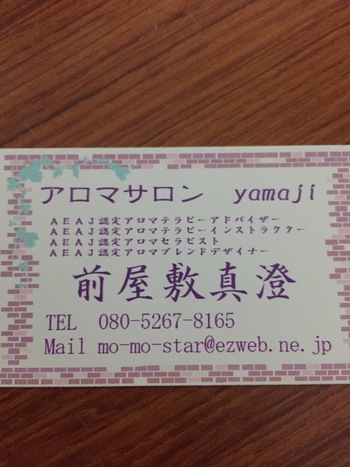 アロマサロン yamaji
AEAJ認定アロマテラピーアドバイザー
AEAJ認定アロマテラピーインストラクター
AEAJ認定アロマセラピスト
AEAJ認定アロマブレンドデザイナー
前屋敷真澄
TEL 080-5267-8165
Mail mo-mo-star@ezweb.ne.jp